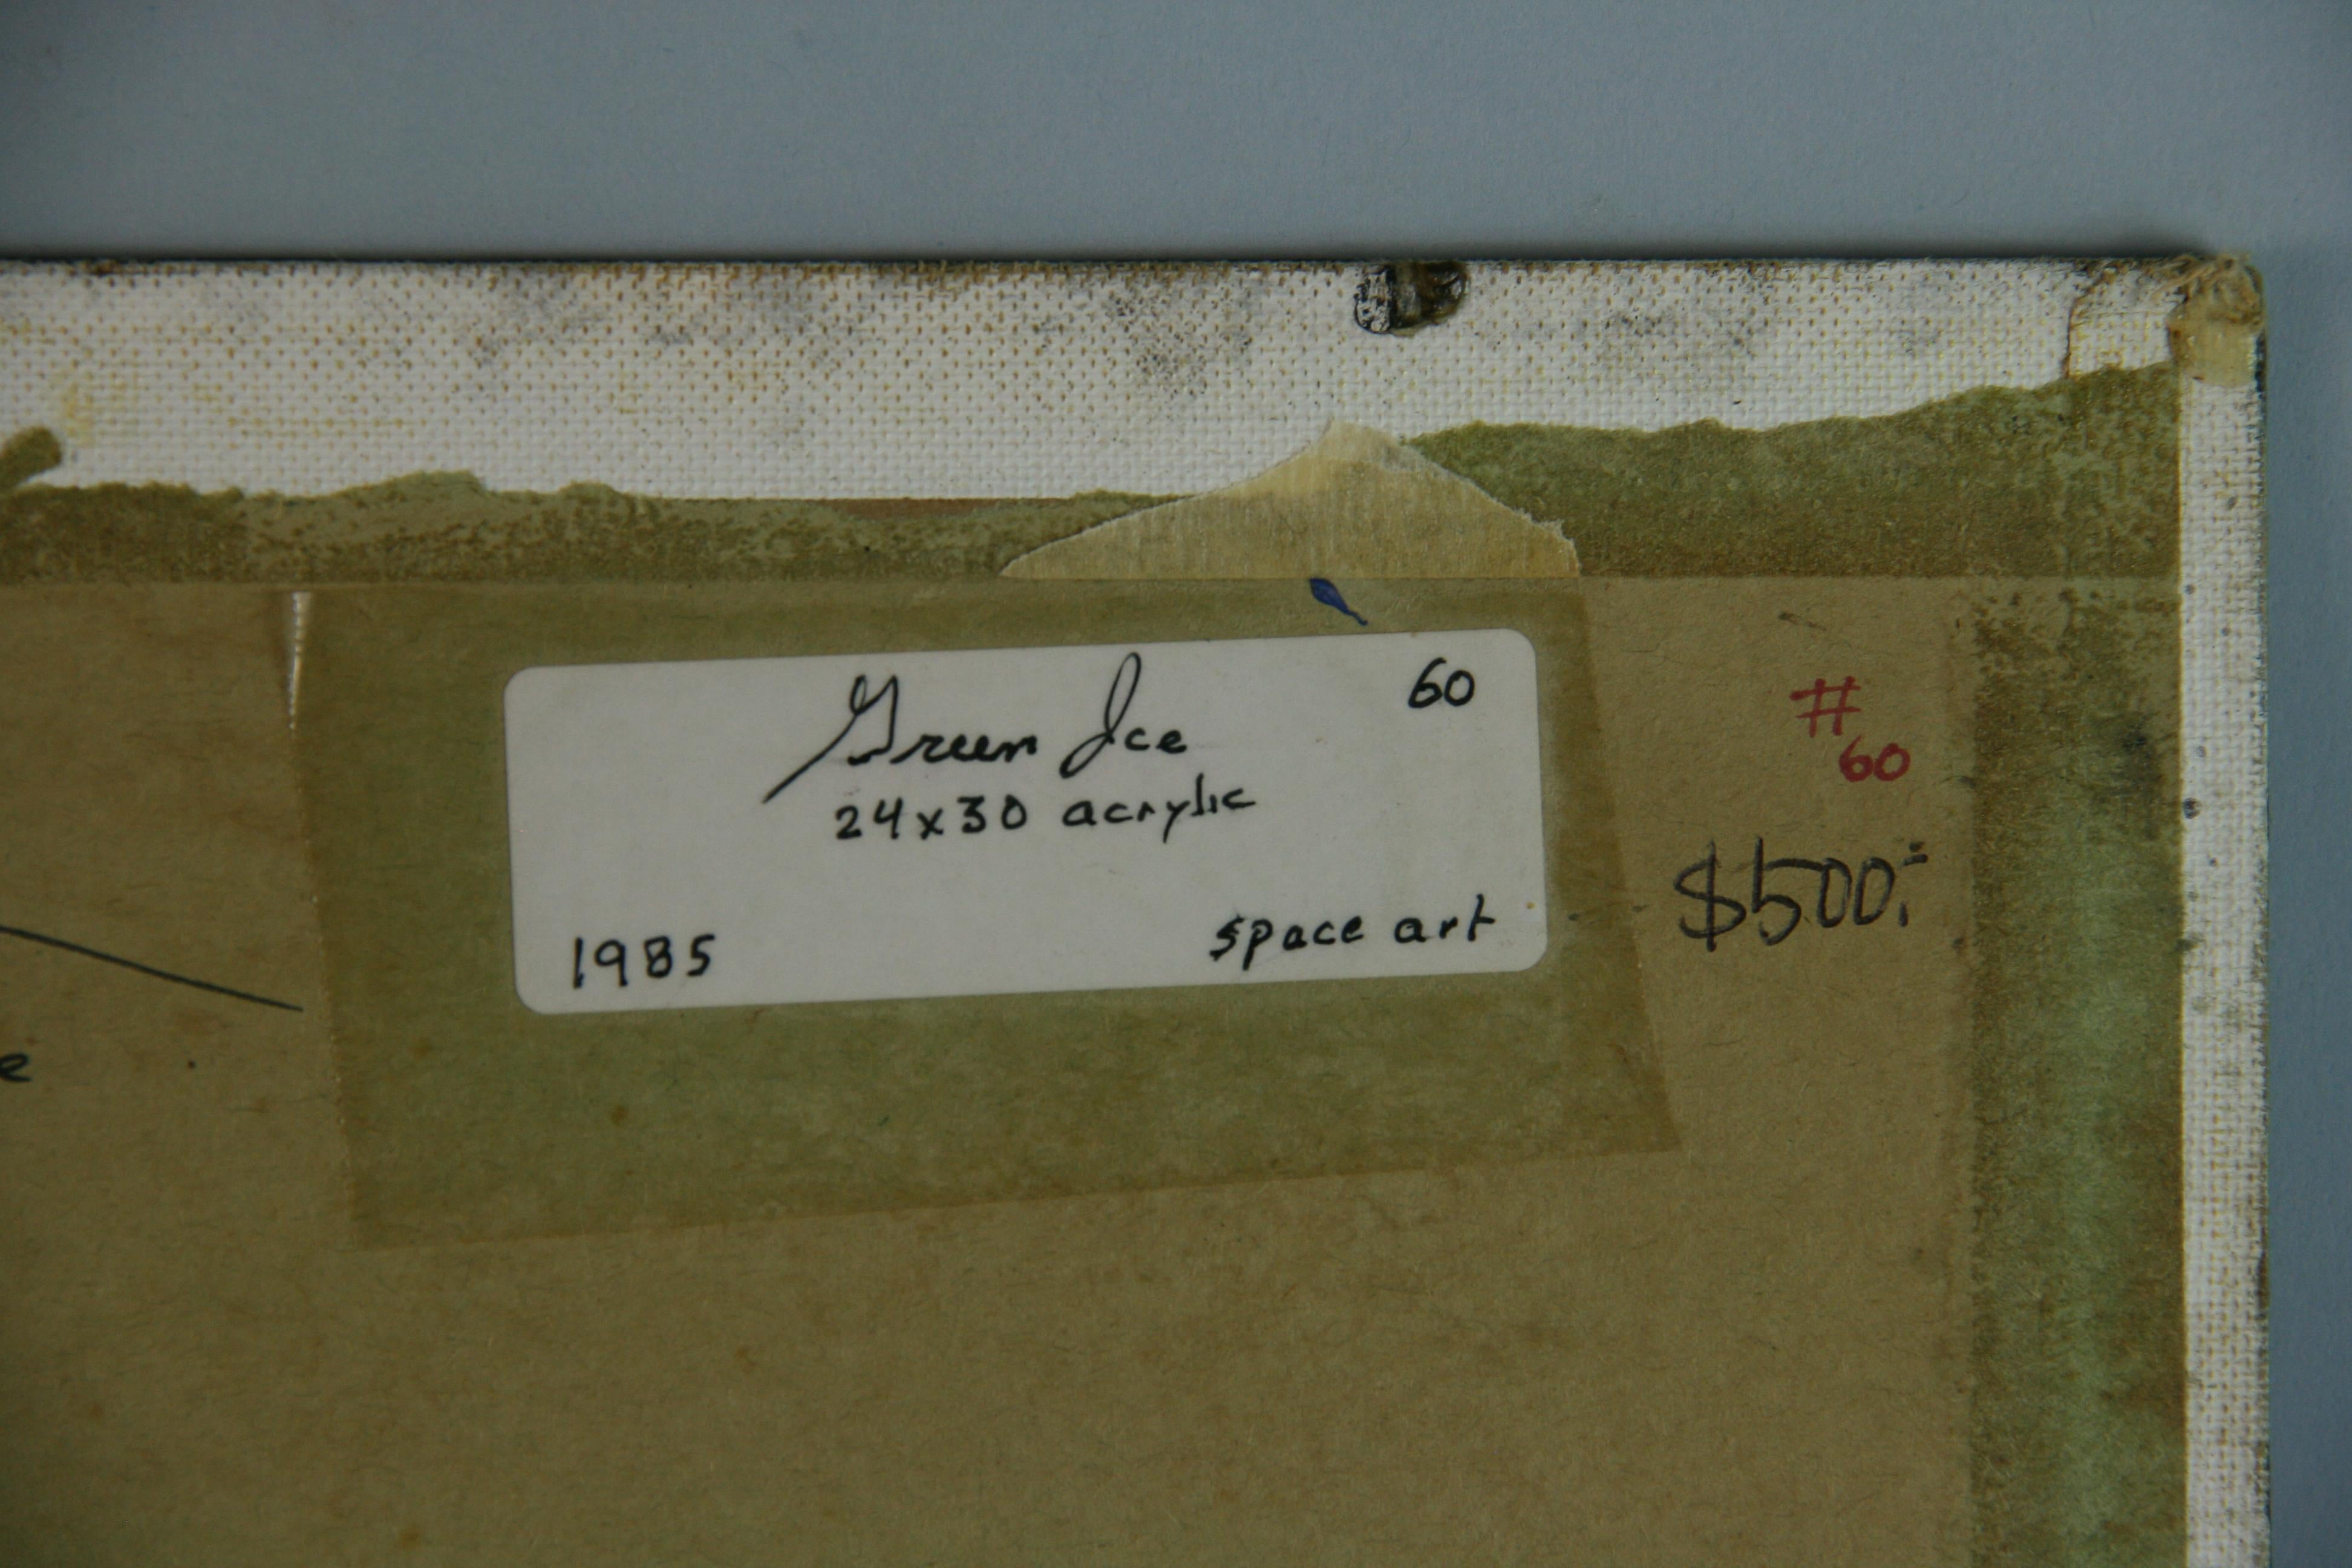 Green Ice
60
24x30 acrylic
1985
space art
#
60
$500.=
e